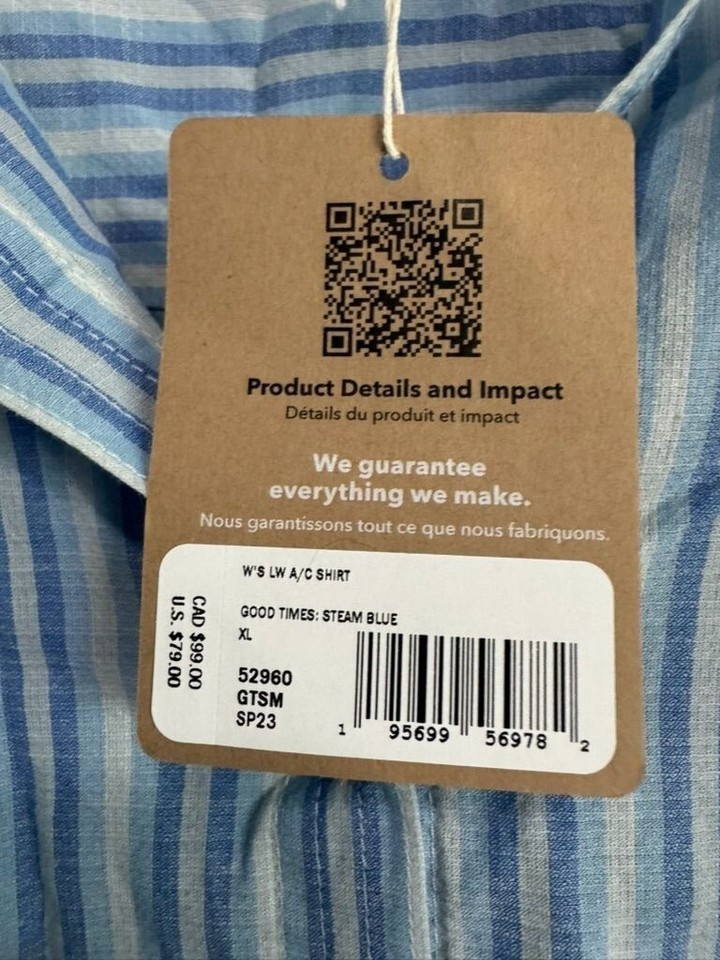 Product Details and Impact
Détails du produit et impact
We guarantee
everything we make.
Nous garantissons tout ce que nous fabriquons.
W'S LW A/C SHIRT
GOOD TIMES: STEAM BLUE
XL
52960
GTSM
SP23
CAD $99.00
U.S. $79.00
1 95699 56978 2